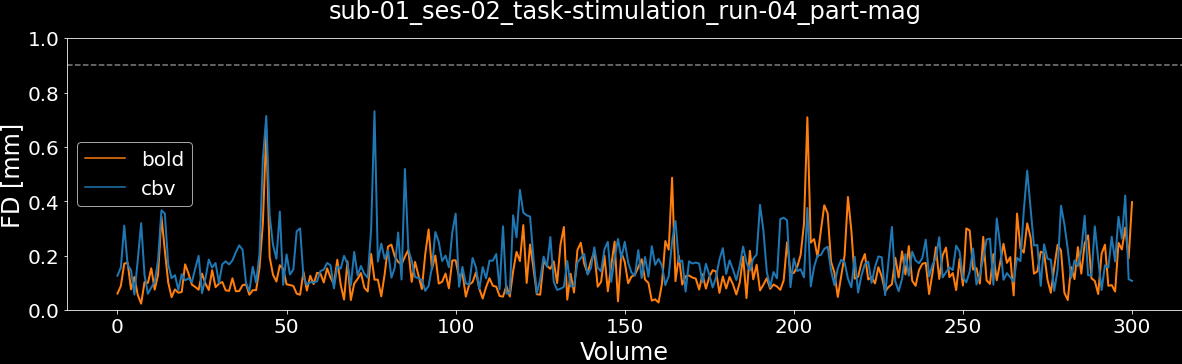 sub-01_ses-02_task-stimulation_run-04_part-mag
1.0
0.8
0.6
0.4
0.2
0.0
FD [mm]
bold
cbv
0 50 100 150 200 250 300
Volume